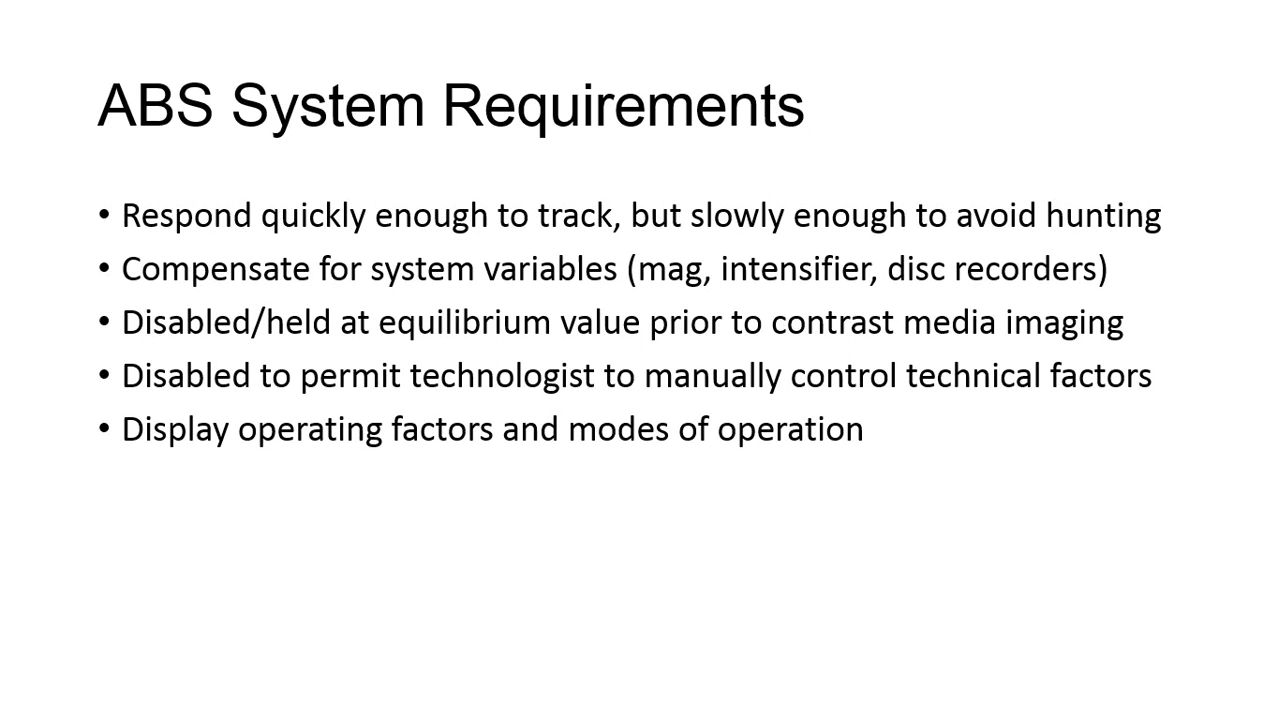 ABS System Requirements
• Respond quickly enough to track, but slowly enough to avoid hunting
• Compensate for system variables (mag, intensifier, disc recorders)
• Disabled/held at equilibrium value prior to contrast media imaging
• Disabled to permit technologist to manually control technical factors
• Display operating factors and modes of operation